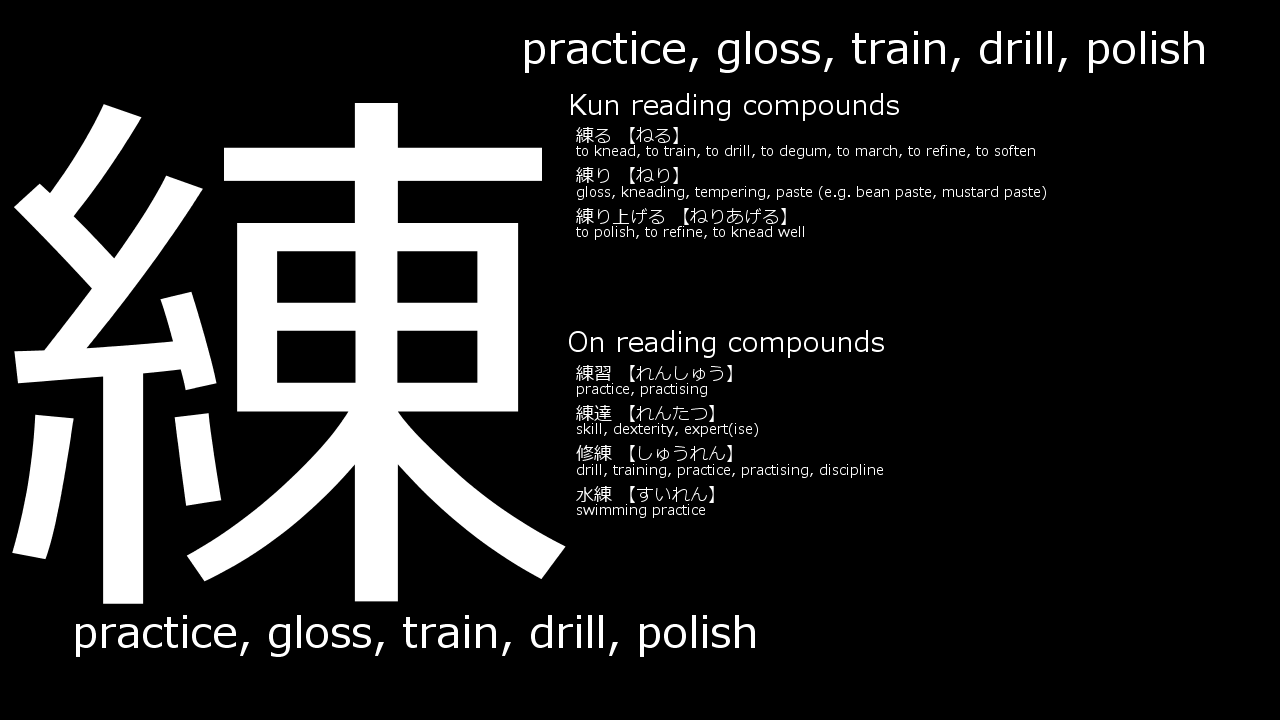 practice, gloss, train, drill, polish
練
Kun reading compounds
練る 【ねる】
to knead, to train, to drill, to degum, to march, to refine, to soften
練り 【ねり】
gloss, kneading, tempering, paste (e.g. bean paste, mustard paste)
練り上げる 【ねりあげる】
to polish, to refine, to knead well
On reading compounds
練習 【れんしゅう】
practice, practising
練達 【れんたつ】
skill, dexterity, expert(ise)
修練 【しゅうれん】
drill, training, practice, practising, discipline
水練 【すいれん】
swimming practice
practice, gloss, train, drill, polish